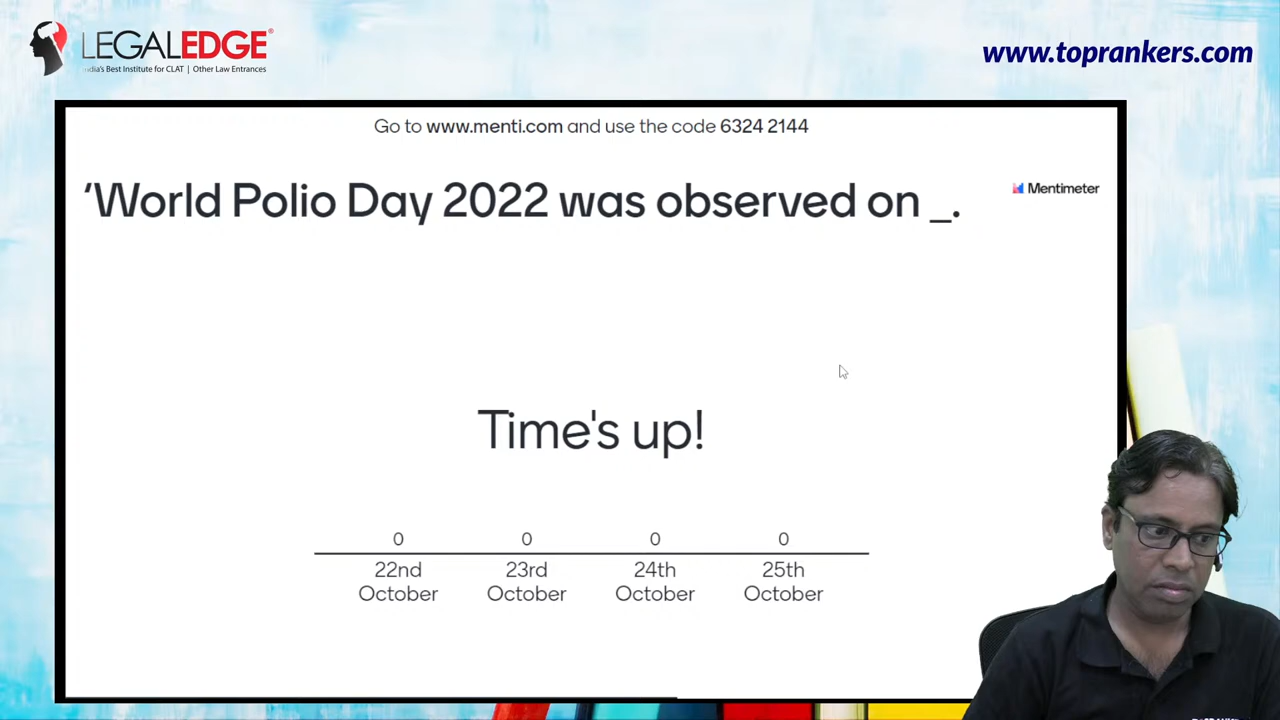 LEGALEDGE
India's Best Institute for CLAT | Other Law Entrances
www.toprankers.com
Go to www.menti.com and use the code 6324 2144
‘World Polio Day 2022 was observed on _.
Mentimeter
Time's up!
0 0 0 0
22nd October
23rd October
24th October
25th October